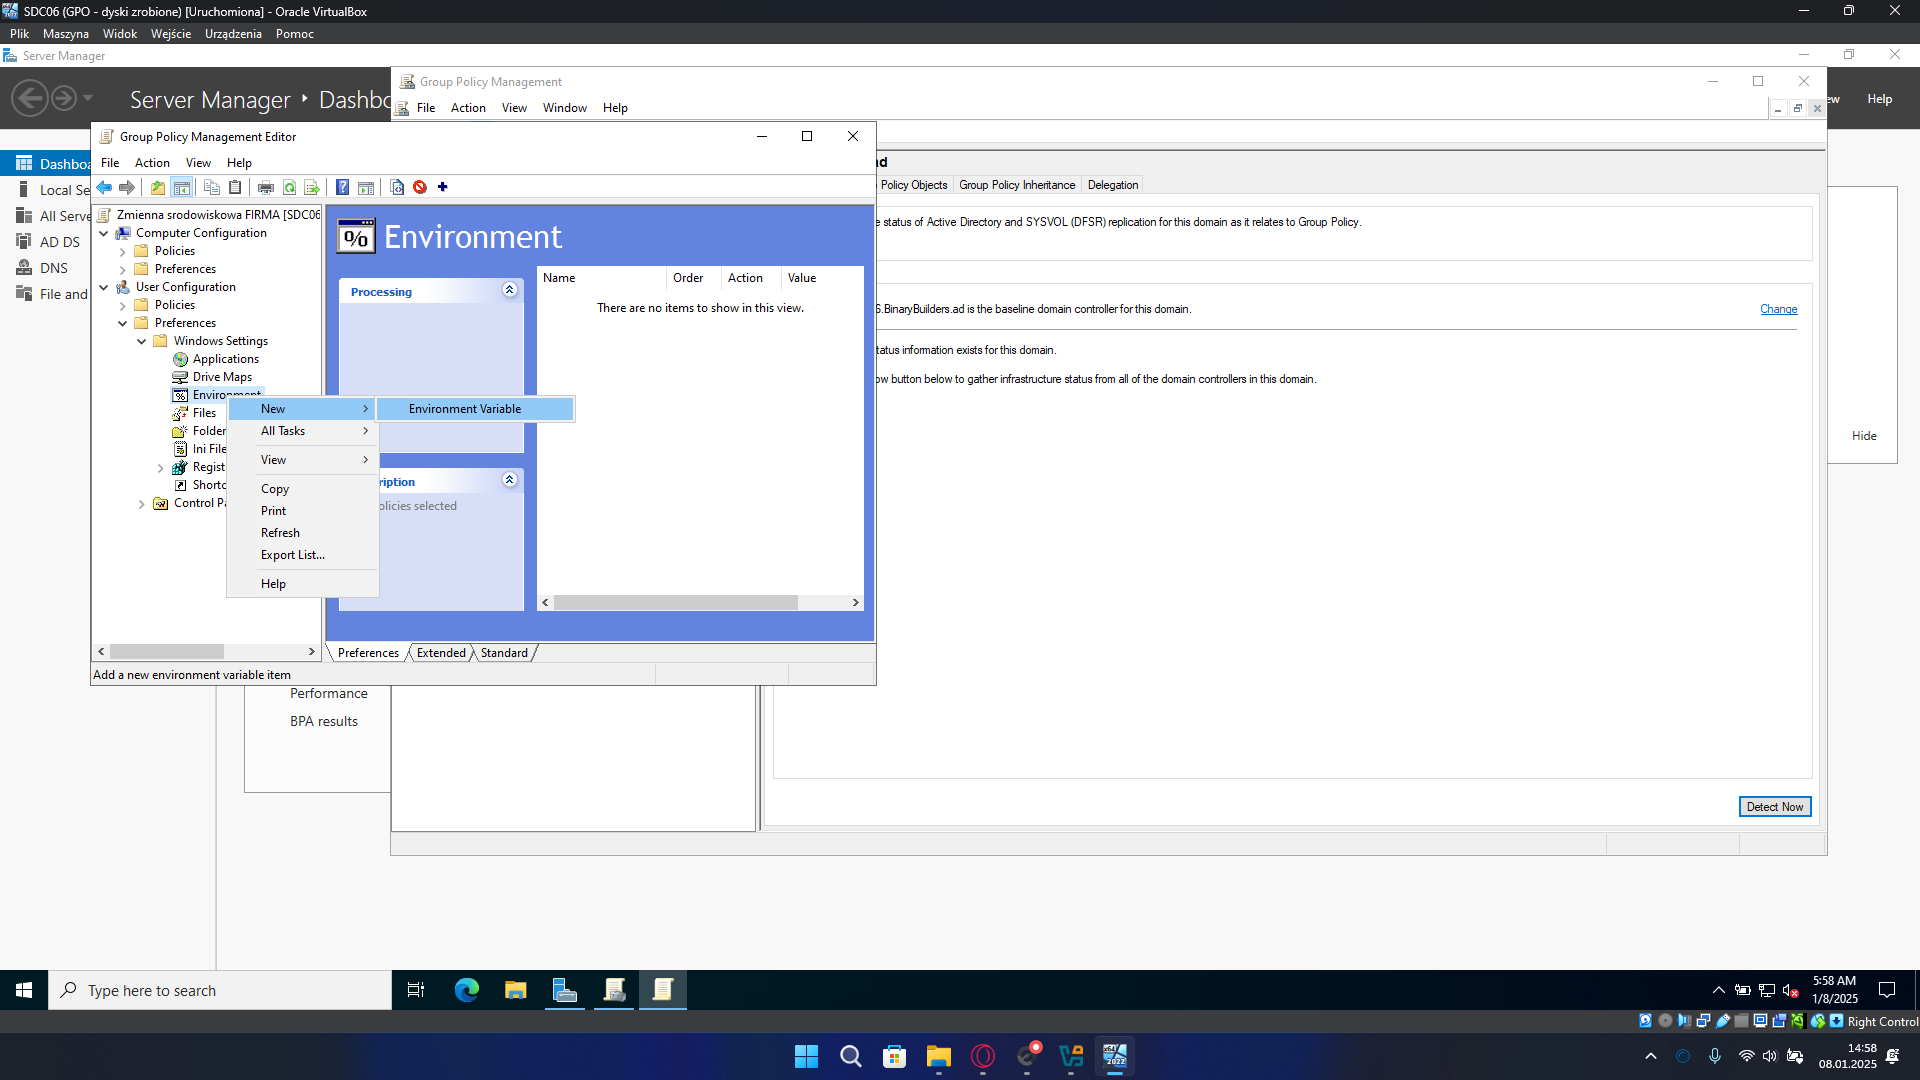 SDC06 (GPO - dyski zrobione) [Uruchomiona] - Oracle VirtualBox
Plik Maszyna Widok Wejście Urządzenia Pomoc
Server Manager
Server Manager Dashbo
Help
Group Policy Management
File Action View Window Help
Group Policy Management Editor
File Action View Help
Dashboa
Local Se
All Serve
AD DS
DNS
File and
Zmienna srodowiskowa FIRMA [SDC06
Computer Configuration
Policies
Preferences
User Configuration
Policies
Preferences
Windows Settings
Applications
Drive Maps
Environment
Files
Folder
Ini File
Regist
Shortc
Control Pa
New
All Tasks
View
Copy
Print
Refresh
Export List...
Help
Environment Variable
Environment
Processing
ription
olicies selected
Name Order Action Value
There are no items to show in this view.
Preferences Extended Standard
Add a new environment variable item
Policy Objects Group Policy Inheritance Delegation
status of Active Directory and SYSVOL (DFSR) replication for this domain as it relates to Group Policy.
6.BinaryBuilders.ad is the baseline domain controller for this domain.
Change
tatus information exists for this domain.
ow button below to gather infrastructure status from all of the domain controllers in this domain.
Hide
Detect Now
Performance
BPA results
Type here to search
5:58 AM
1/8/2025
Right Control
14:58
08.01.2025